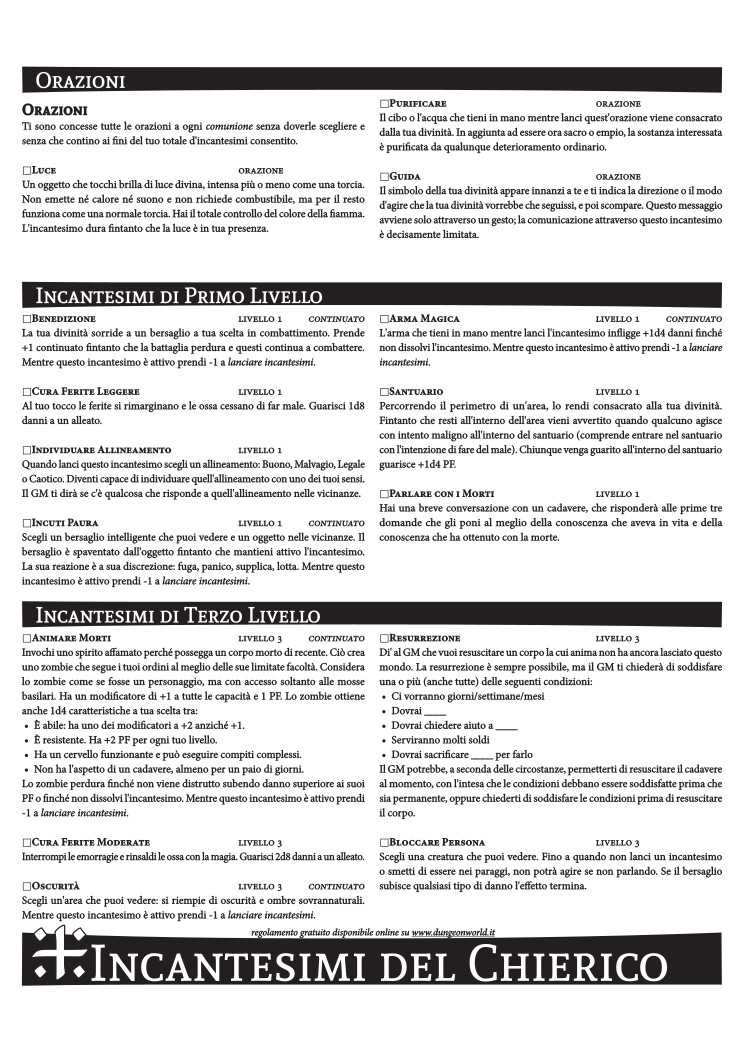 Orazioni
Orazioni
Ti sono concesse tutte le orazioni a ogni comunione senza doverle scegliere e
senza che contino ai fini del tuo totale d'incantesimi consentito.
□Luce ORAZIONE
Un oggetto che tocchi brilla di luce divina, intensa più o meno come una torcia.
Non emette né calore né suono e non richiede combustibile, ma per il resto
funziona come una normale torcia. Hai il totale controllo del colore della fiamma.
L'incantesimo dura fintanto che la luce è in tua presenza.
□Purificare ORAZIONE
Il cibo o l'acqua che tieni in mano mentre lanci quest'orazione viene consacrato
dalla tua divinità. In aggiunta ad essere ora sacro o empio, la sostanza interessata
è purificata da qualunque deterioramento ordinario.
□Guida ORAZIONE
Il simbolo della tua divinità appare innanzi a te e ti indica la direzione o il modo
d'agire che la tua divinità vorrebbe che seguissi, e poi scompare. Questo messaggio
avviene solo attraverso un gesto; la comunicazione attraverso questo incantesimo
è decisamente limitata.
Incantesimi di Primo Livello
□Benedizione LIVELLO 1 CONTINUATO
La tua divinità sorride a un bersaglio a tua scelta in combattimento. Prende
+1 continuato fintanto che la battaglia perdura e questi continua a combattere.
Mentre questo incantesimo è attivo prendi -1 a lanciare incantesimi.
□Cura Ferite Leggere LIVELLO 1
Al tuo tocco le ferite si rimarginano e le ossa cessano di far male. Guarisci 1d8
danni a un alleato.
□Individuare Allineamento LIVELLO 1
Quando lanci questo incantesimo scegli un allineamento: Buono, Malvagio, Legale
o Caotico. Diventi capace di individuare quell'allineamento con uno dei tuoi sensi.
Il GM ti dirà se c'è qualcosa che risponde a quell'allineamento nelle vicinanze.
□Incuti Paura LIVELLO 1 CONTINUATO
Scegli un bersaglio intelligente che puoi vedere e un oggetto nelle vicinanze. Il
bersaglio è spaventato dall'oggetto fintanto che mantieni attivo l'incantesimo.
La sua reazione è a sua discrezione: fuga, panico, supplica, lotta. Mentre questo
incantesimo è attivo prendi -1 a lanciare incantesimi.
□Arma Magica LIVELLO 1 CONTINUATO
L'arma che tieni in mano mentre lanci l'incantesimo infligge +1d4 danni finché
non dissolvi l'incantesimo. Mentre questo incantesimo è attivo prendi -1 a lanciare
incantesimi.
□Santuario LIVELLO 1
Percorrendo il perimetro di un'area, lo rendi consacrato alla tua divinità.
Fintanto che resti all'interno dell'area vieni avvertito quando qualcuno agisce
con intento maligno all'interno del santuario (comprende entrare nel santuario
con l'intenzione di fare del male). Chiunque venga guarito all'interno del santuario
guarisce +1d4 PF.
□Parlare con i Morti LIVELLO 1
Hai una breve conversazione con un cadavere, che risponderà alle prime tre
domande che gli poni al meglio della conoscenza che aveva in vita e della
conoscenza che ha ottenuto con la morte.
Incantesimi di Terzo Livello
□Animare Morti LIVELLO 3 CONTINUATO
Invochi uno spirito affamato perché possegga un corpo morto di recente. Ciò crea
uno zombie che segue i tuoi ordini al meglio delle sue limitate facoltà. Considera
lo zombie come se fosse un personaggio, ma con accesso soltanto alle mosse
basilari. Ha un modificatore di +1 a tutte le capacità e 1 PF. Lo zombie ottiene
anche 1d4 caratteristiche a tua scelta tra:
• È abile: ha uno dei modificatori a +2 anziché +1.
• È resistente. Ha +2 PF per ogni tuo livello.
• Ha un cervello funzionante e può eseguire compiti complessi.
• Non ha l'aspetto di un cadavere, almeno per un paio di giorni.
Lo zombie perdura finché non viene distrutto subendo danno superiore ai suoi
PF o finché non dissolvi l'incantesimo. Mentre questo incantesimo è attivo prendi
-1 a lanciare incantesimi.
□Cura Ferite Moderate LIVELLO 3
Interrompi le emorragie e rinsaldi le ossa con la magia. Guarisci 2d8 danni a un alleato.
□Oscurità LIVELLO 3 CONTINUATO
Scegli un'area che puoi vedere: si riempie di oscurità e ombre sovrannaturali.
Mentre questo incantesimo è attivo prendi -1 a lanciare incantesimi.
□Resurrezione LIVELLO 3
Di' al GM che vuoi resuscitare un corpo la cui anima non ha ancora lasciato questo
mondo. La resurrezione è sempre possibile, ma il GM ti chiederà di soddisfare
una o più (anche tutte) delle seguenti condizioni:
• Ci vorranno giorni/settimane/mesi
• Dovrai ____
• Dovrai chiedere aiuto a ____
• Serviranno molti soldi
• Dovrai sacrificare ____ per farlo
Il GM potrebbe, a seconda delle circostanze, permetterti di resuscitare il cadavere
al momento, con l'intesa che le condizioni debbano essere soddisfatte prima che
sia permanente, oppure chiederti di soddisfare le condizioni prima di resuscitare
il corpo.
□Bloccare Persona LIVELLO 3
Scegli una creatura che puoi vedere. Fino a quando non lanci un incantesimo
o smetti di essere nei paraggi, non potrà agire se non parlando. Se il bersaglio
subisce qualsiasi tipo di danno l'effetto termina.
regolamento gratuito disponibile online su www.dungeonworld.it
Incantesimi del Chierico